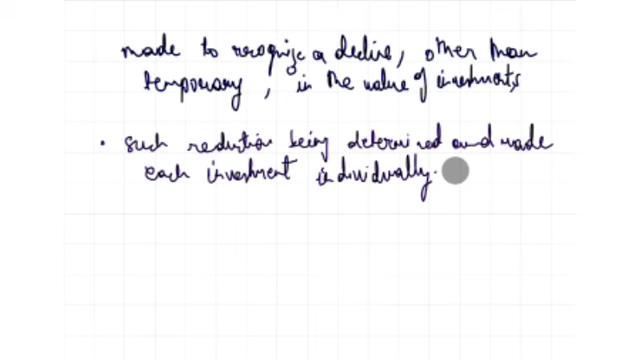 made to recognize a decline, other than
temporary, in the value of investments
• such reduction being determined and made
each investment individually.